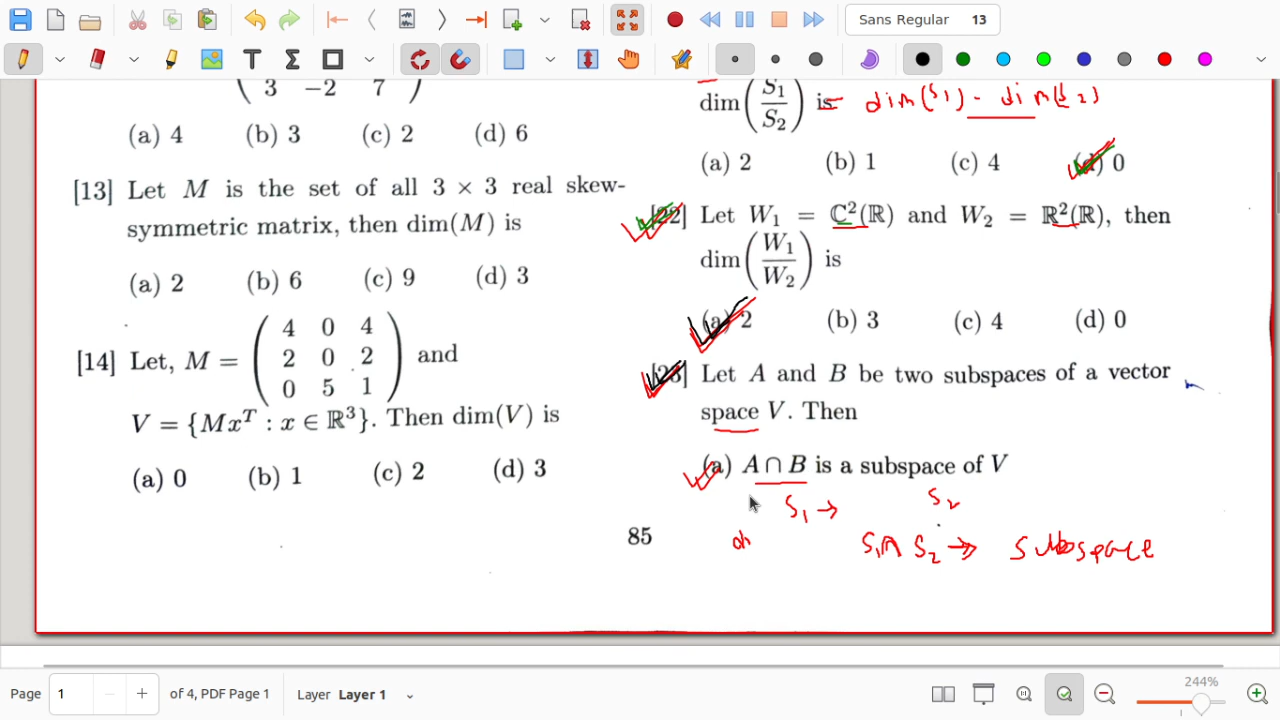 Sans Regular 13
( 3 −2 7 )
(a) 4 (b) 3 (c) 2 (d) 6
[13] Let M is the set of all 3 × 3 real skew-
symmetric matrix, then dim(M) is
(a) 2 (b) 6 (c) 9 (d) 3
[14] Let, M = ( 4 0 4
2 0 2
0 5 1 ) and
V = {Mx^T : x ∈ ℝ³}. Then dim(V) is
(a) 0 (b) 1 (c) 2 (d) 3
dim(S₁/S₂) is = dim(S₁) - dim(S₂)
(a) 2 (b) 1 (c) 4 (d) 0
[22] Let W₁ = ℂ²(ℝ) and W₂ = ℝ²(ℝ), then
dim(W₁/W₂) is
(a) 2 (b) 3 (c) 4 (d) 0
[23] Let A and B be two subspaces of a vector
space V. Then
(a) A ∩ B is a subspace of V
S₁ → S₂
S₁∩ S₂ → subspace
85
Page 1 of 4, PDF Page 1 Layer Layer 1 244%